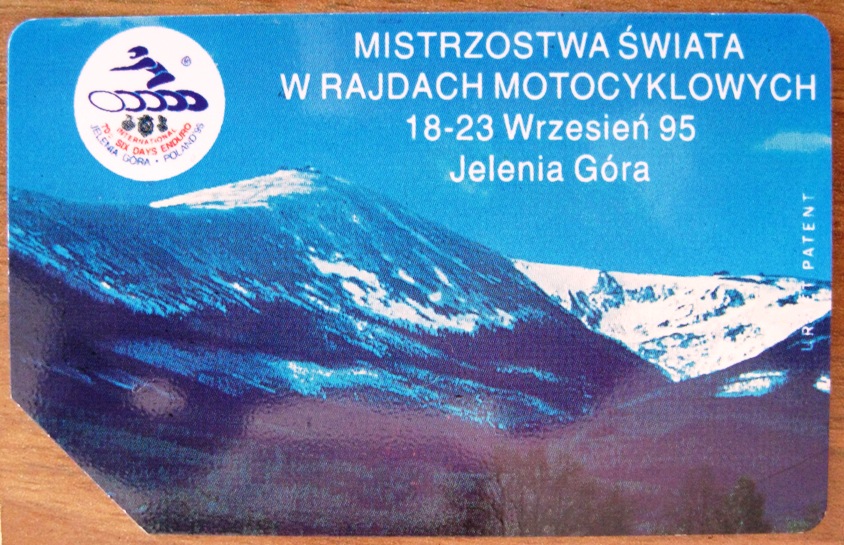 MISTRZOSTWA ŚWIATA
W RAJDACH MOTOCYKLOWYCH
18-23 Wrzesień 95
Jelenia Góra
®
INTERNATIONAL
SIX DAYS ENDURO
JELENIA GÓRA • POLAND '95
PATENT